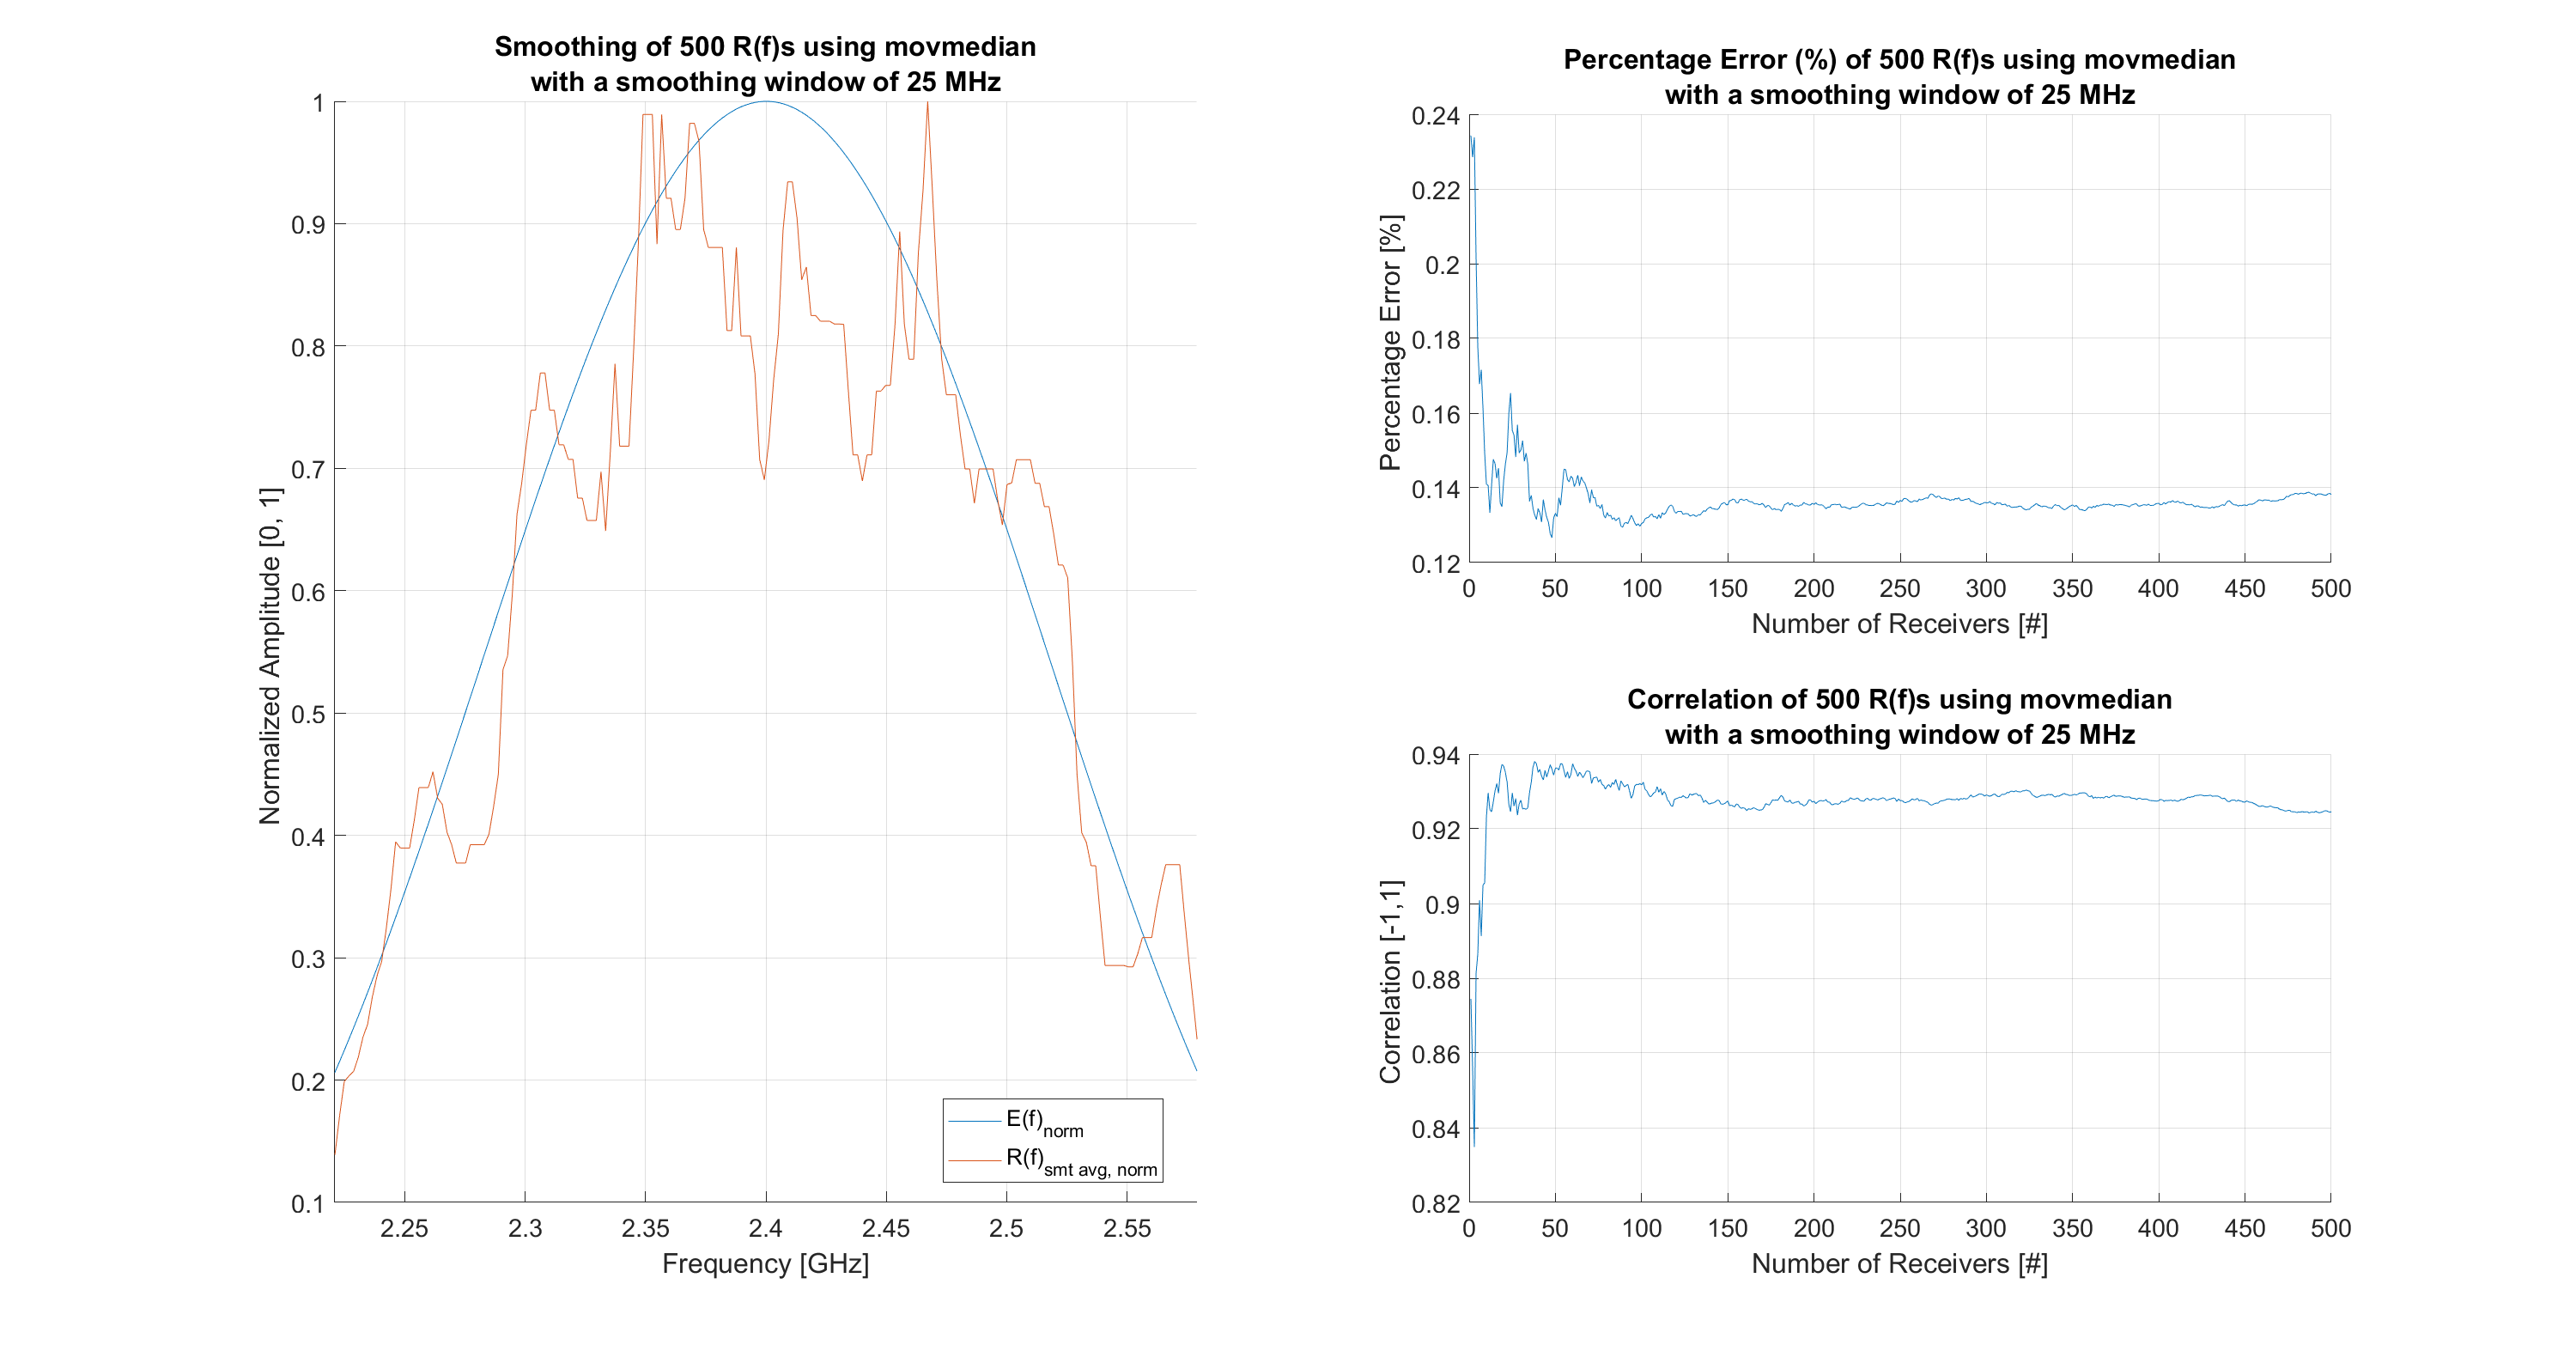 Smoothing of 500 R(f)s using movmedian
with a smoothing window of 25 MHz
1
0.9
0.8
0.7
0.6
0.5
0.4
0.3
0.2
0.1
Normalized Amplitude [0, 1]
2.25 2.3 2.35 2.4 2.45 2.5 2.55
Frequency [GHz]
E(f)norm
R(f)smt avg, norm
Percentage Error (%) of 500 R(f)s using movmedian
with a smoothing window of 25 MHz
0.24
0.22
0.2
0.18
0.16
0.14
0.12
Percentage Error [%]
0 50 100 150 200 250 300 350 400 450 500
Number of Receivers [#]
Correlation of 500 R(f)s using movmedian
with a smoothing window of 25 MHz
0.94
0.92
0.9
0.88
0.86
0.84
0.82
Correlation [-1,1]
0 50 100 150 200 250 300 350 400 450 500
Number of Receivers [#]